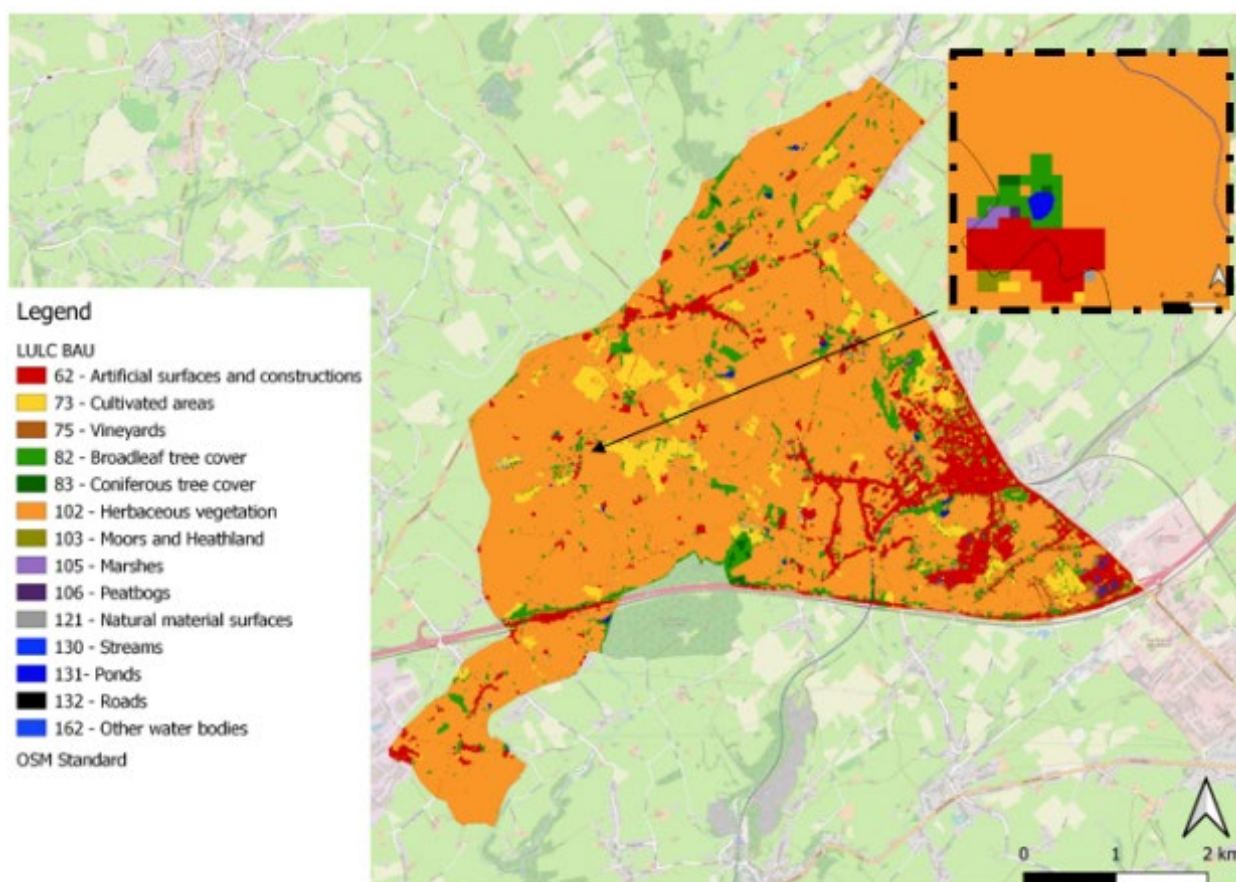 Legend
LULC BAU
62 - Artificial surfaces and constructions
73 - Cultivated areas
75 - Vineyards
82 - Broadleaf tree cover
83 - Coniferous tree cover
102 - Herbaceous vegetation
103 - Moors and Heathland
105 - Marshes
106 - Peatbogs
121 - Natural material surfaces
130 - Streams
131- Ponds
132 - Roads
162 - Other water bodies
OSM Standard
0 1 2 km